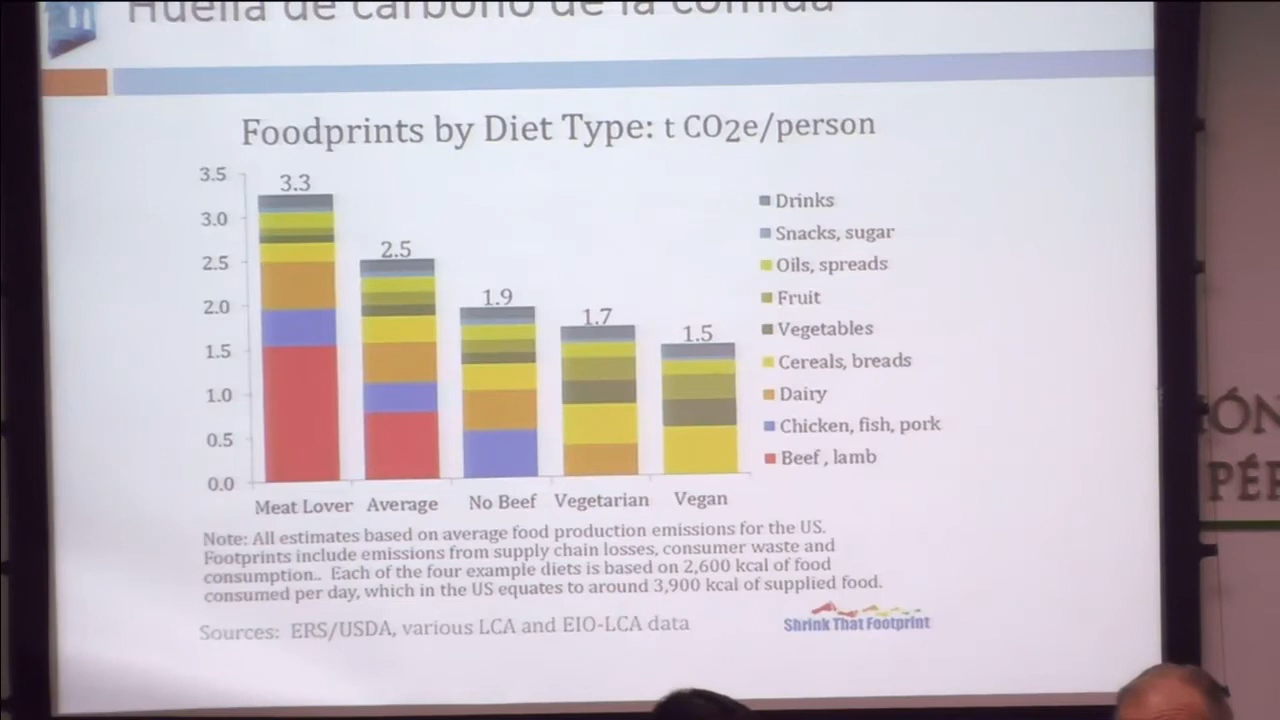 Huella de carbono de la comida
Foodprints by Diet Type: t CO2e/person
3.5
3.0
2.5
2.0
1.5
1.0
0.5
0.0
3.3
2.5
1.9
1.7
1.5
Meat Lover
Average
No Beef
Vegetarian
Vegan
Drinks
Snacks, sugar
Oils, spreads
Fruit
Vegetables
Cereals, breads
Dairy
Chicken, fish, pork
Beef , lamb
Note: All estimates based on average food production emissions for the US.
Footprints include emissions from supply chain losses, consumer waste and
consumption.. Each of the four example diets is based on 2,600 kcal of food
consumed per day, which in the US equates to around 3,900 kcal of supplied food.
Sources: ERS/USDA, various LCA and EIO-LCA data
Shrink That Footprint